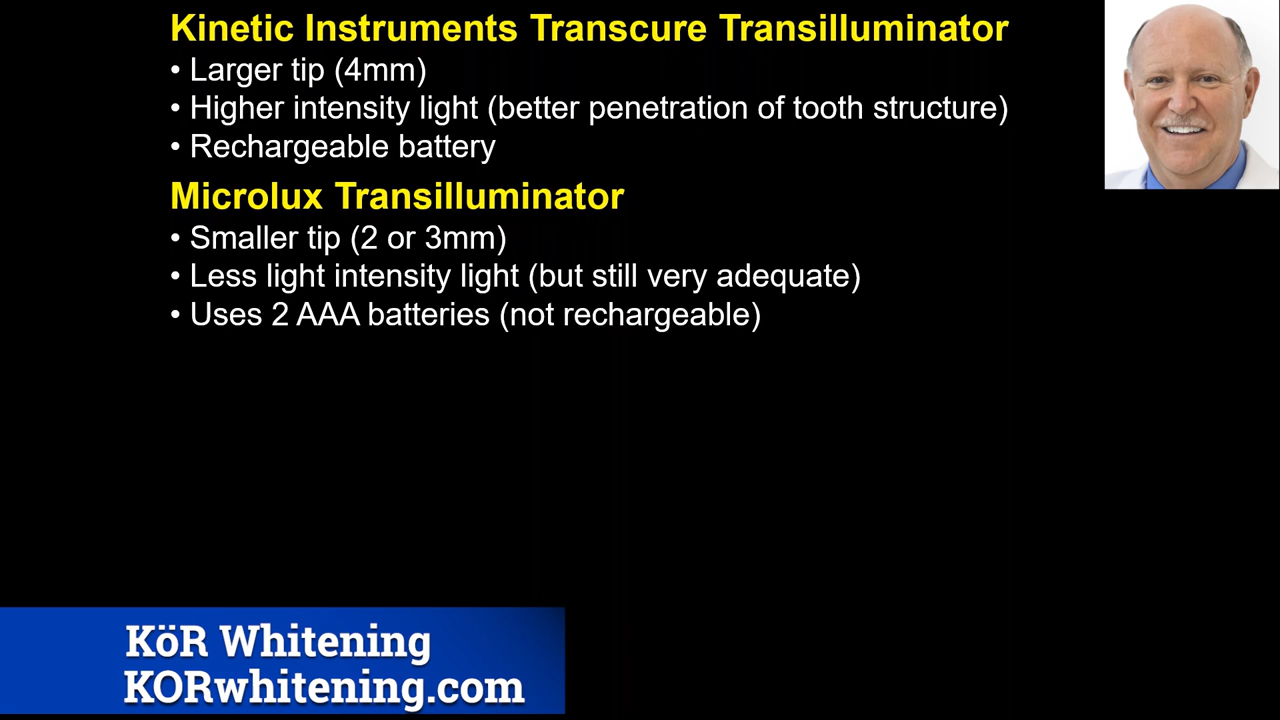 Kinetic Instruments Transcure Transilluminator
• Larger tip (4mm)
• Higher intensity light (better penetration of tooth structure)
• Rechargeable battery
Microlux Transilluminator
• Smaller tip (2 or 3mm)
• Less light intensity light (but still very adequate)
• Uses 2 AAA batteries (not rechargeable)
KöR Whitening
KORwhitening.com